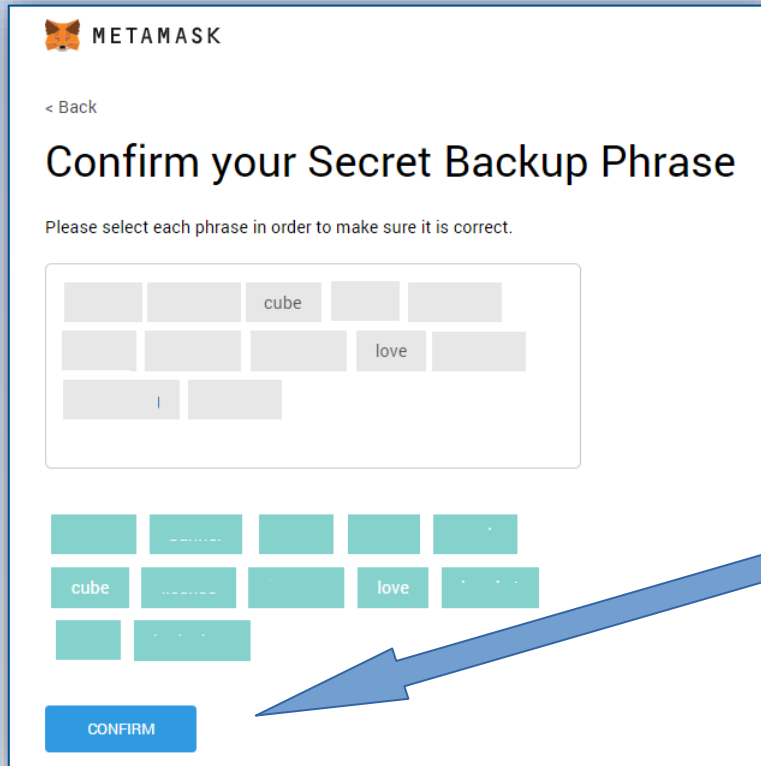 METAMASK
< Back
Confirm your Secret Backup Phrase
Please select each phrase in order to make sure it is correct.
cube
love
cube love
CONFIRM